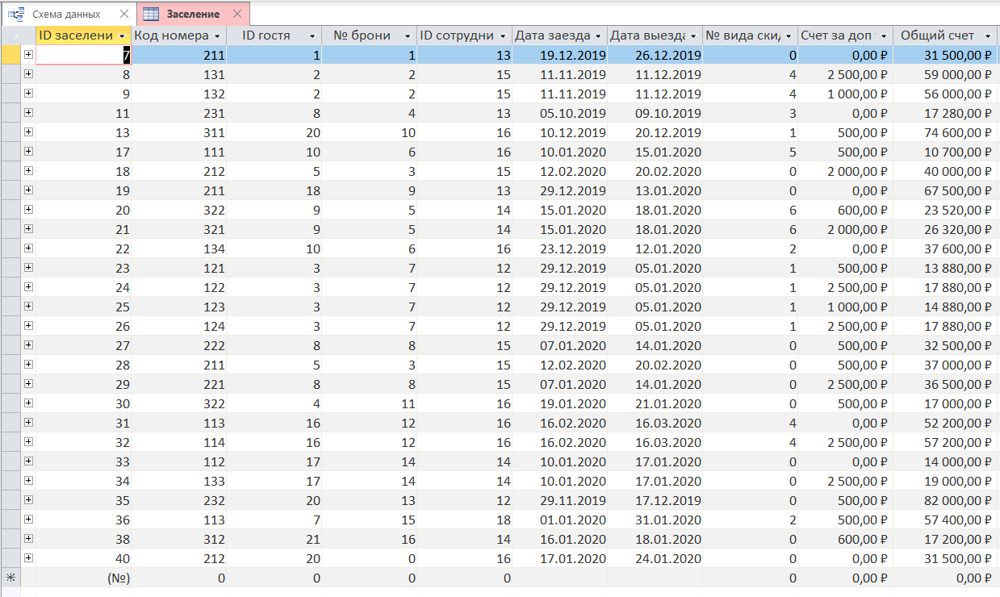 Схема данных Заселение
ID заселени Код номера ID гостя № брони ID сотрудни Дата заезда Дата выезда № вида ски Счет за доп Общий счет
7 211 1 1 13 19.12.2019 26.12.2019 0 0,00 ₽ 31 500,00 ₽
8 131 2 2 15 11.11.2019 11.12.2019 4 2 500,00 ₽ 59 000,00 ₽
9 132 2 2 15 11.11.2019 11.12.2019 4 1 000,00 ₽ 56 000,00 ₽
11 231 8 4 13 05.10.2019 09.10.2019 3 0,00 ₽ 17 280,00 ₽
13 311 20 10 16 10.12.2019 20.12.2019 1 500,00 ₽ 74 600,00 ₽
17 111 10 6 16 10.01.2020 15.01.2020 5 500,00 ₽ 10 700,00 ₽
18 212 5 3 15 12.02.2020 20.02.2020 0 2 000,00 ₽ 40 000,00 ₽
19 211 18 9 13 29.12.2019 13.01.2020 0 0,00 ₽ 67 500,00 ₽
20 322 9 5 14 15.01.2020 18.01.2020 6 600,00 ₽ 23 520,00 ₽
21 321 9 5 14 15.01.2020 18.01.2020 6 2 000,00 ₽ 26 320,00 ₽
22 134 10 6 16 23.12.2019 12.01.2020 2 0,00 ₽ 37 600,00 ₽
23 121 3 7 12 29.12.2019 05.01.2020 1 500,00 ₽ 13 880,00 ₽
24 122 3 7 12 29.12.2019 05.01.2020 1 2 500,00 ₽ 17 880,00 ₽
25 123 3 7 12 29.12.2019 05.01.2020 1 1 000,00 ₽ 14 880,00 ₽
26 124 3 7 12 29.12.2019 05.01.2020 1 2 500,00 ₽ 17 880,00 ₽
27 222 8 8 15 07.01.2020 14.01.2020 0 500,00 ₽ 32 500,00 ₽
28 211 5 3 15 12.02.2020 20.02.2020 0 500,00 ₽ 37 000,00 ₽
29 221 8 8 15 07.01.2020 14.01.2020 0 2 500,00 ₽ 36 500,00 ₽
30 322 4 11 16 19.01.2020 21.01.2020 0 500,00 ₽ 17 000,00 ₽
31 113 16 12 16 16.02.2020 16.03.2020 4 0,00 ₽ 52 200,00 ₽
32 114 16 12 16 16.02.2020 16.03.2020 4 2 500,00 ₽ 57 200,00 ₽
33 112 17 14 14 10.01.2020 17.01.2020 0 0,00 ₽ 14 000,00 ₽
34 133 17 14 14 10.01.2020 17.01.2020 0 2 500,00 ₽ 19 000,00 ₽
35 232 20 13 12 29.11.2019 17.12.2019 0 500,00 ₽ 82 000,00 ₽
36 113 7 15 18 01.01.2020 31.01.2020 2 500,00 ₽ 57 400,00 ₽
38 312 21 16 14 16.01.2020 18.01.2020 0 600,00 ₽ 17 200,00 ₽
40 212 20 0 16 17.01.2020 24.01.2020 0 0,00 ₽ 31 500,00 ₽
(№) 0 0 0 0 0 0,00 ₽ 0,00 ₽